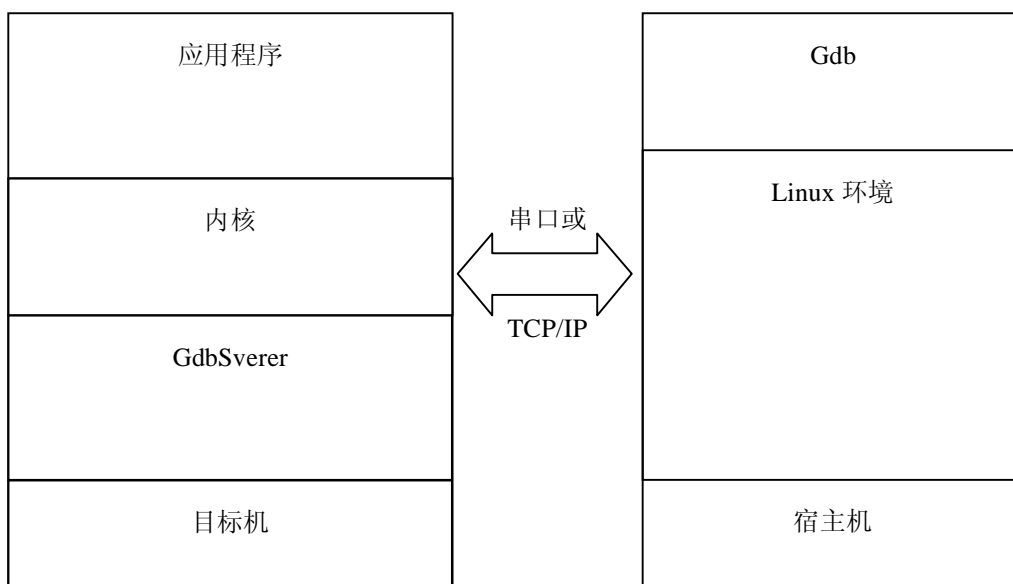 应用程序
内核
GdbSverer
目标机
串口或
TCP/IP
Gdb
Linux 环境
宿主机